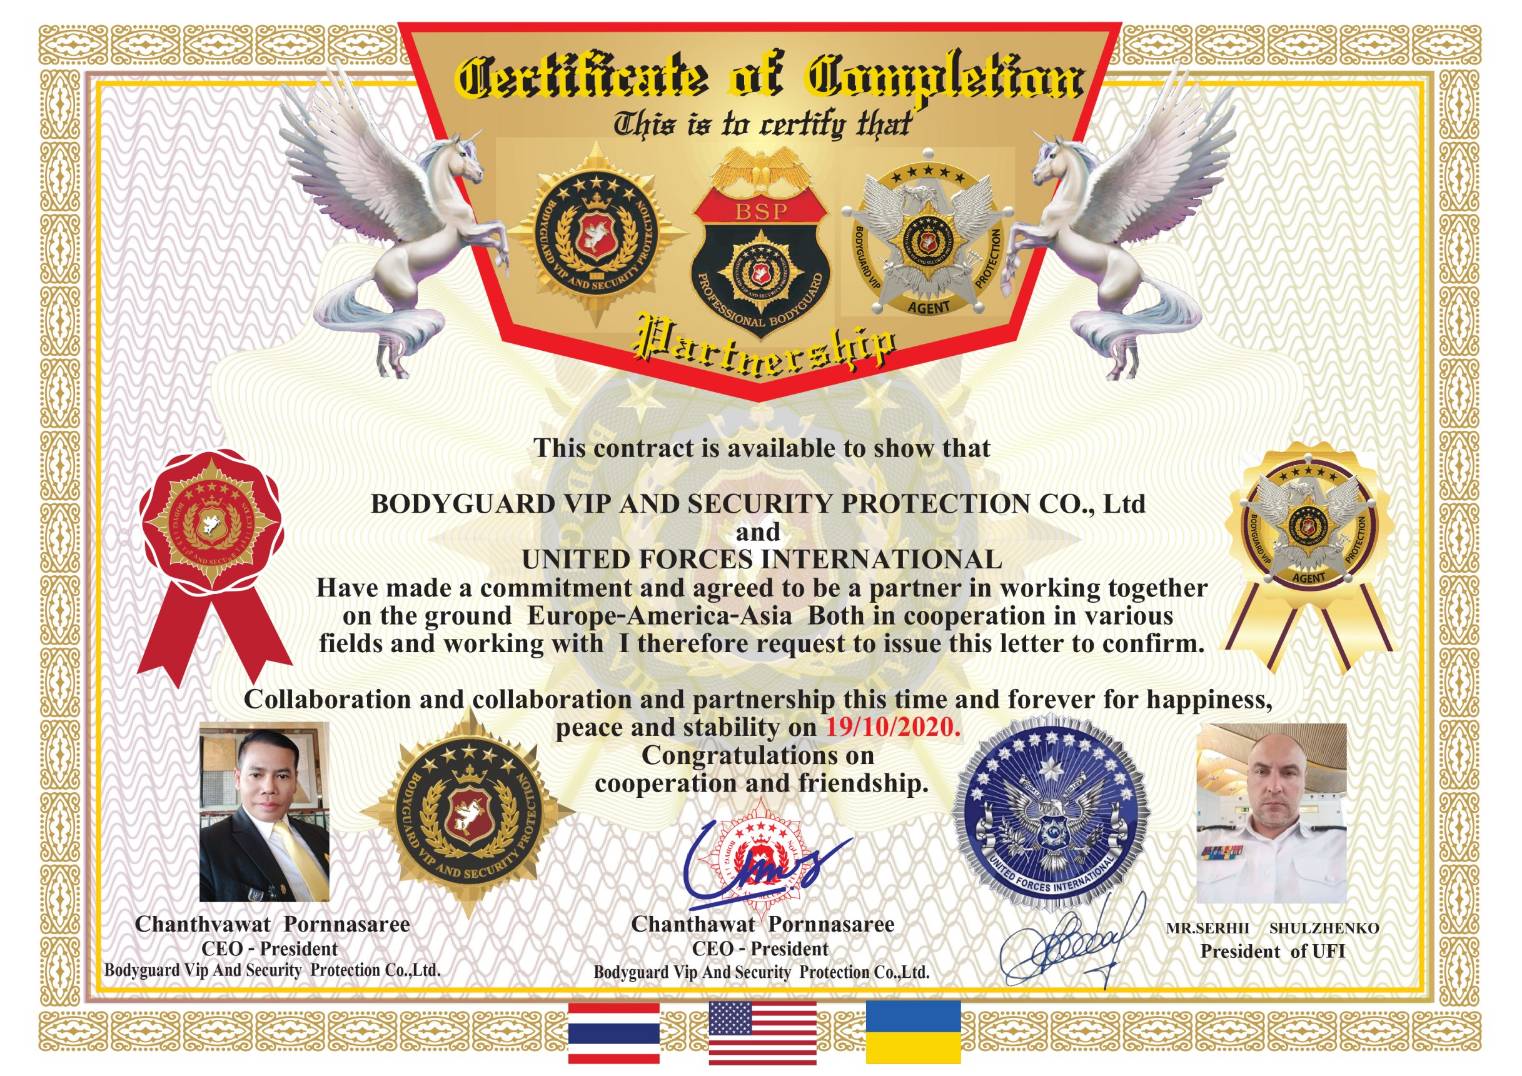 Certificate of Completion
This is to certify that
BODYGUARD VIP AND SECURITY PROTECTION
BSP
PROFESSIONAL BODYGUARD
BODYGUARD VIP
PROTECTION
AGENT
Partnership
This contract is available to show that
BODYGUARD VIP AND SECURITY PROTECTION CO., Ltd
and
UNITED FORCES INTERNATIONAL
Have made a commitment and agreed to be a partner in working together
on the ground Europe-America-Asia Both in cooperation in various
fields and working with I therefore request to issue this letter to confirm.
BODYGUARD VIP
PROTECTION
AGENT
Collaboration and collaboration and partnership this time and forever for happiness,
peace and stability on 19/10/2020.
Congratulations on
cooperation and friendship.
BODYGUARD VIP AND SECURITY PROTECTION
UNITED FORCES INTERNATIONAL
Chanthvawat Pornnasaree
CEO - President
Bodyguard Vip And Security Protection Co.,Ltd.
Chanthawat Pornnasaree
CEO - President
Bodyguard Vip And Security Protection Co.,Ltd.
MR.SERHII SHULZHENKO
President of UFI